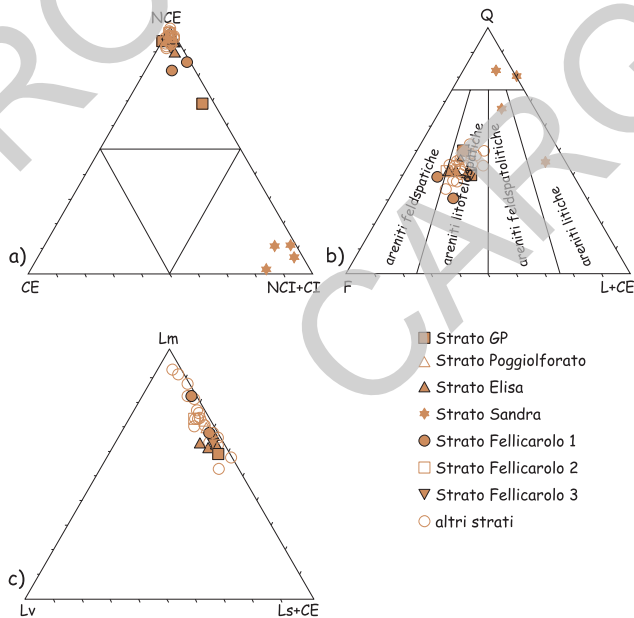 NCE
a)
CE
NCI+CI
Q
areniti feldspatiche
areniti litofeldspatiche
areniti feldspatolitiche
areniti litiche
b)
F
L+CE
Lm
c)
Lv
Ls+CE
Strato GP
Strato Poggiolforato
Strato Elisa
Strato Sandra
Strato Fellicarolo 1
Strato Fellicarolo 2
Strato Fellicarolo 3
altri strati
CARG